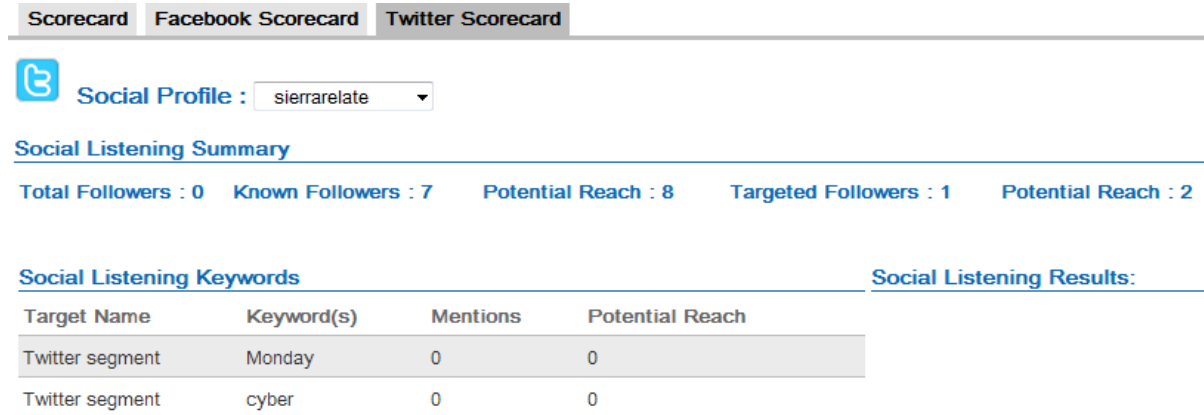 Scorecard Facebook Scorecard Twitter Scorecard
Social Profile : sierrarelate
Social Listening Summary
Total Followers : 0 Known Followers : 7 Potential Reach : 8 Targeted Followers : 1 Potential Reach : 2
Social Listening Keywords Social Listening Results:
Target Name Keyword(s) Mentions Potential Reach
Twitter segment Monday 0 0
Twitter segment cyber 0 0